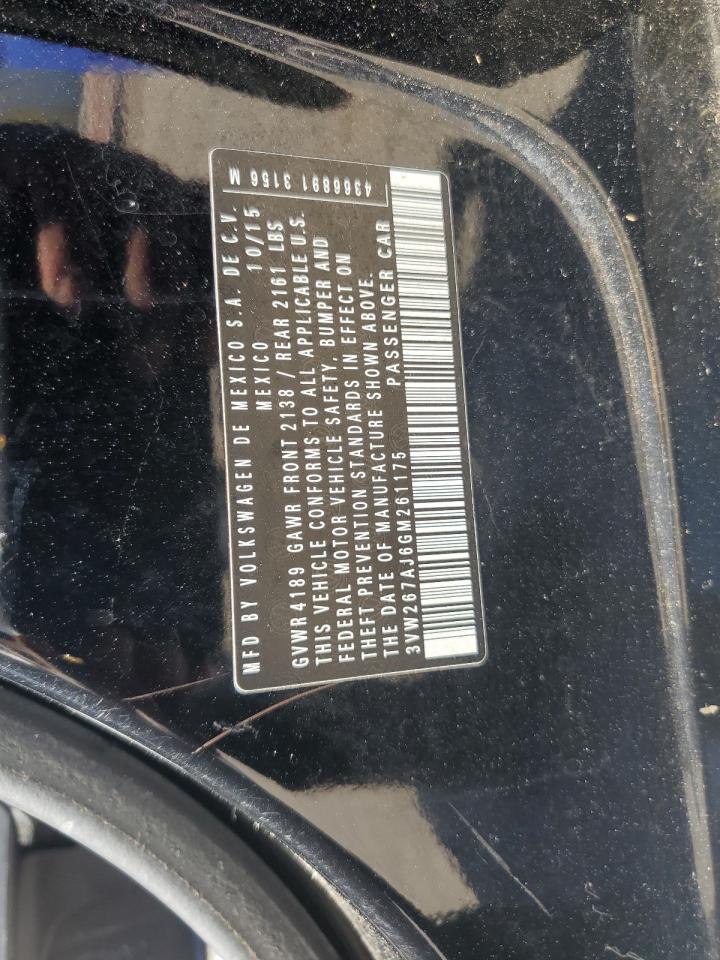 MFD BY VOLKSWAGEN DE MEXICO S.A. DE C.V.
MEXICO 10/15
GVWR 4189 GAWR FRONT 2138 / REAR 2161 LBS
THIS VEHICLE CONFORMS TO ALL APPLICABLE U.S.
FEDERAL MOTOR VEHICLE SAFETY, BUMPER AND
THEFT PREVENTION STANDARDS IN EFFECT ON
THE DATE OF MANUFACTURE SHOWN ABOVE.
3VW267AJ6GM261175 PASSENGER CAR
4366891 3156 M